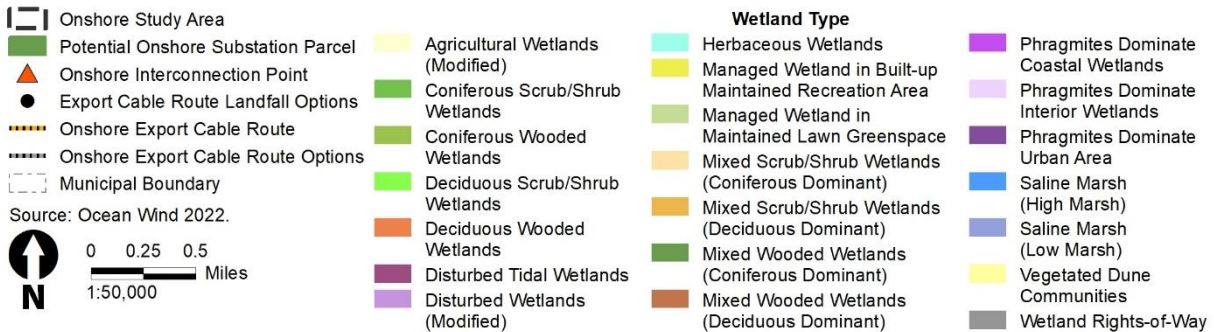 Onshore Study Area
Potential Onshore Substation Parcel
Onshore Interconnection Point
Export Cable Route Landfall Options
Onshore Export Cable Route
Onshore Export Cable Route Options
Municipal Boundary
Source: Ocean Wind 2022.
N
0 0.25 0.5
Miles
1:50,000
Wetland Type
Agricultural Wetlands
(Modified)
Coniferous Scrub/Shrub
Wetlands
Coniferous Wooded
Wetlands
Deciduous Scrub/Shrub
Wetlands
Deciduous Wooded
Wetlands
Disturbed Tidal Wetlands
Disturbed Wetlands
(Modified)
Herbaceous Wetlands
Managed Wetland in Built-up
Maintained Recreation Area
Managed Wetland in
Maintained Lawn Greenspace
Mixed Scrub/Shrub Wetlands
(Coniferous Dominant)
Mixed Scrub/Shrub Wetlands
(Deciduous Dominant)
Mixed Wooded Wetlands
(Coniferous Dominant)
Mixed Wooded Wetlands
(Deciduous Dominant)
Phragmites Dominate
Coastal Wetlands
Phragmites Dominate
Interior Wetlands
Phragmites Dominate
Urban Area
Saline Marsh
(High Marsh)
Saline Marsh
(Low Marsh)
Vegetated Dune
Communities
Wetland Rights-of-Way